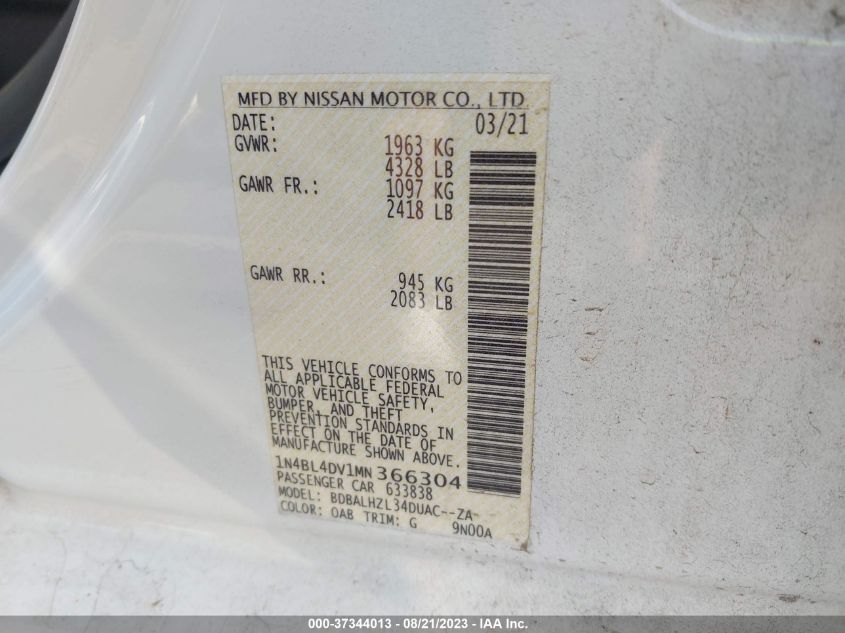 MFD BY NISSAN MOTOR CO., LTD.
DATE: 03/21
GVWR: 1963 KG
4328 LB
GAWR FR.: 1097 KG
2418 LB
GAWR RR.: 945 KG
2083 LB
THIS VEHICLE CONFORMS TO
ALL APPLICABLE FEDERAL
MOTOR VEHICLE SAFETY,
BUMPER, AND THEFT
PREVENTION STANDARDS IN
EFFECT ON THE DATE OF
MANUFACTURE SHOWN ABOVE.
1N4BL4DV1MN366304
PASSENGER CAR 633838
MODEL: BDBALHZL34DUAC--ZA-
COLOR: QAB TRIM: G 9N00A
000-37344013 - 08/21/2023 - IAA Inc.